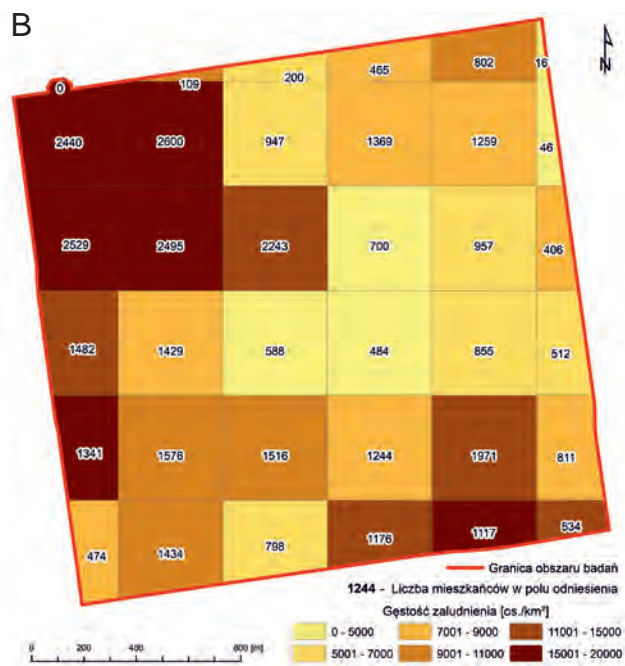 B
N
465 802 16
0 109 200
2440 2600 947 1369 1259 46
2529 2495 2243 700 957 406
1482 1429 588 484 855 512
1341 1576 1516 1244 1971 811
474 1434 798 1176 1117 534
Granica obszaru badań
1244 - Liczba mieszkańców w polu odniesienia
Gęstość zaludnienia [os./km²]
0 - 5000 7001 - 9000 11001 - 15000
5001 - 7000 9001 - 11000 15001 - 20000
0 200 400 600 [m]